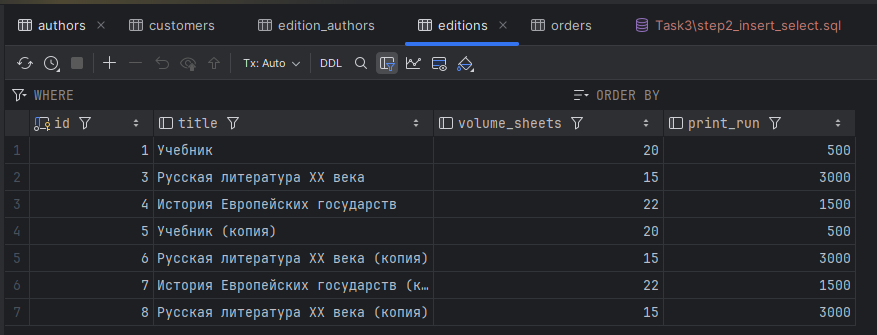 authors customers edition_authors editions orders Task3\step2_insert_select.sql
Tx: Auto DDL
WHERE ORDER BY
id title volume_sheets print_run
1 1 Учебник 20 500
2 3 Русская литература XX века 15 3000
3 4 История Европейских государств 22 1500
4 5 Учебник (копия) 20 500
5 6 Русская литература XX века (копия) 15 3000
6 7 История Европейских государств (к… 22 1500
7 8 Русская литература XX века (копия) 15 3000